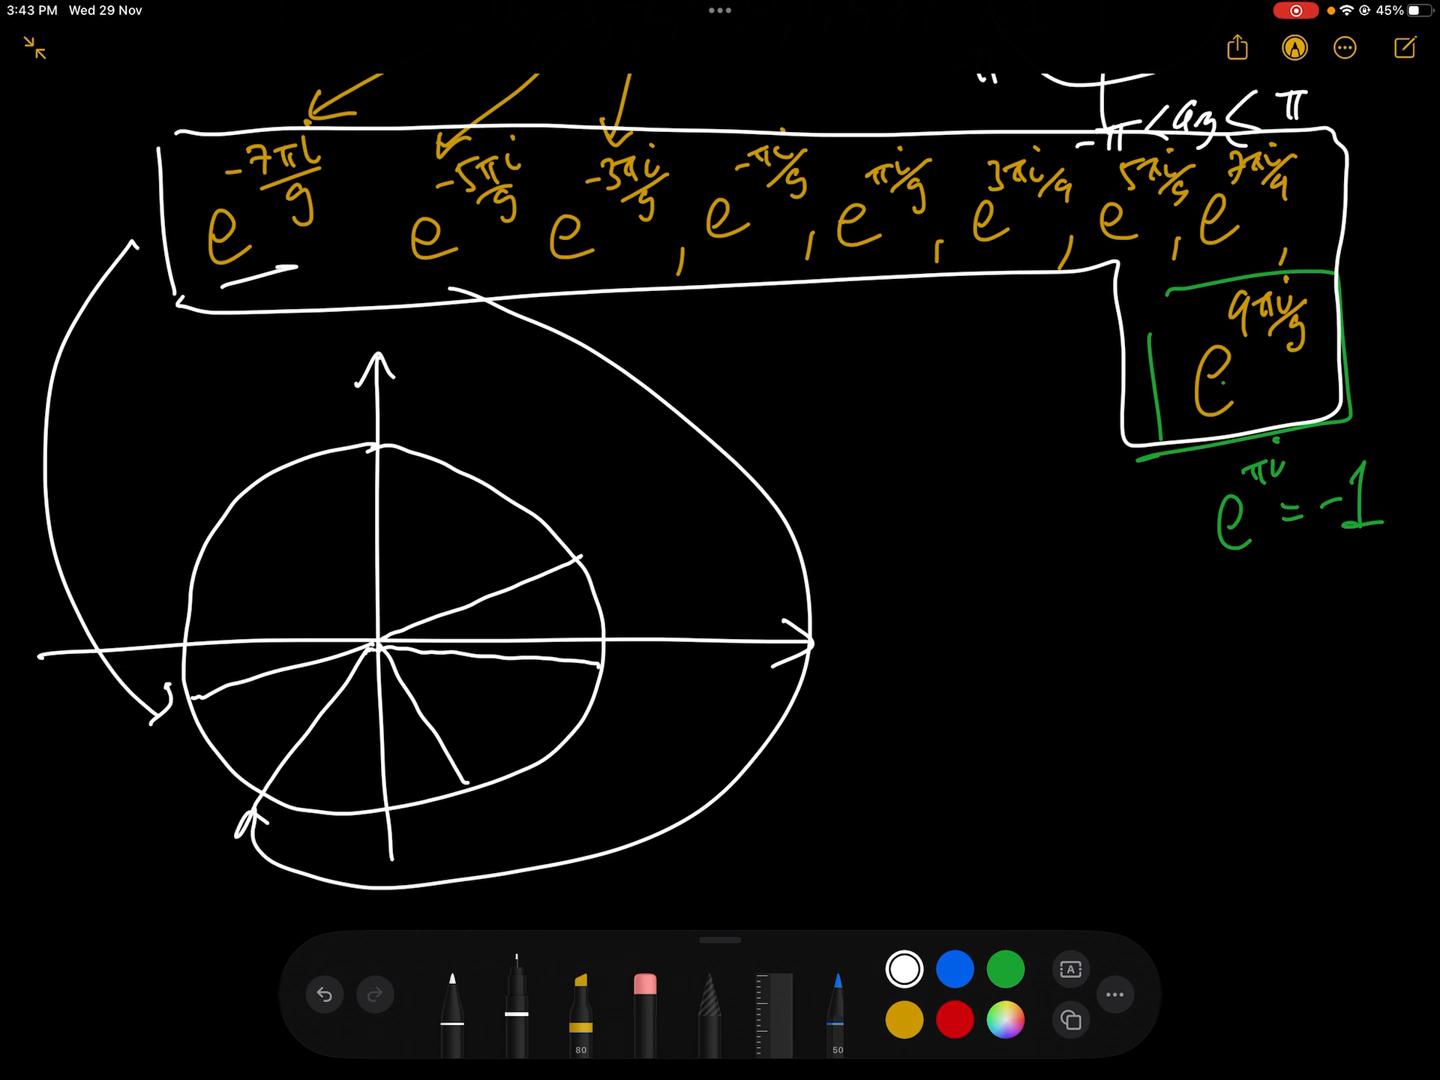 3:43 PM Wed 29 Nov
45%
-π < arg < π
e^{-7πi/9} e^{-5πi/9} e^{-3πi/9}, e^{-πi/9}, e^{πi/9}, e^{3πi/9}, e^{5πi/9}, e^{7πi/9},
e^{9πi/9}
e^{πi} = -1
A
80
50